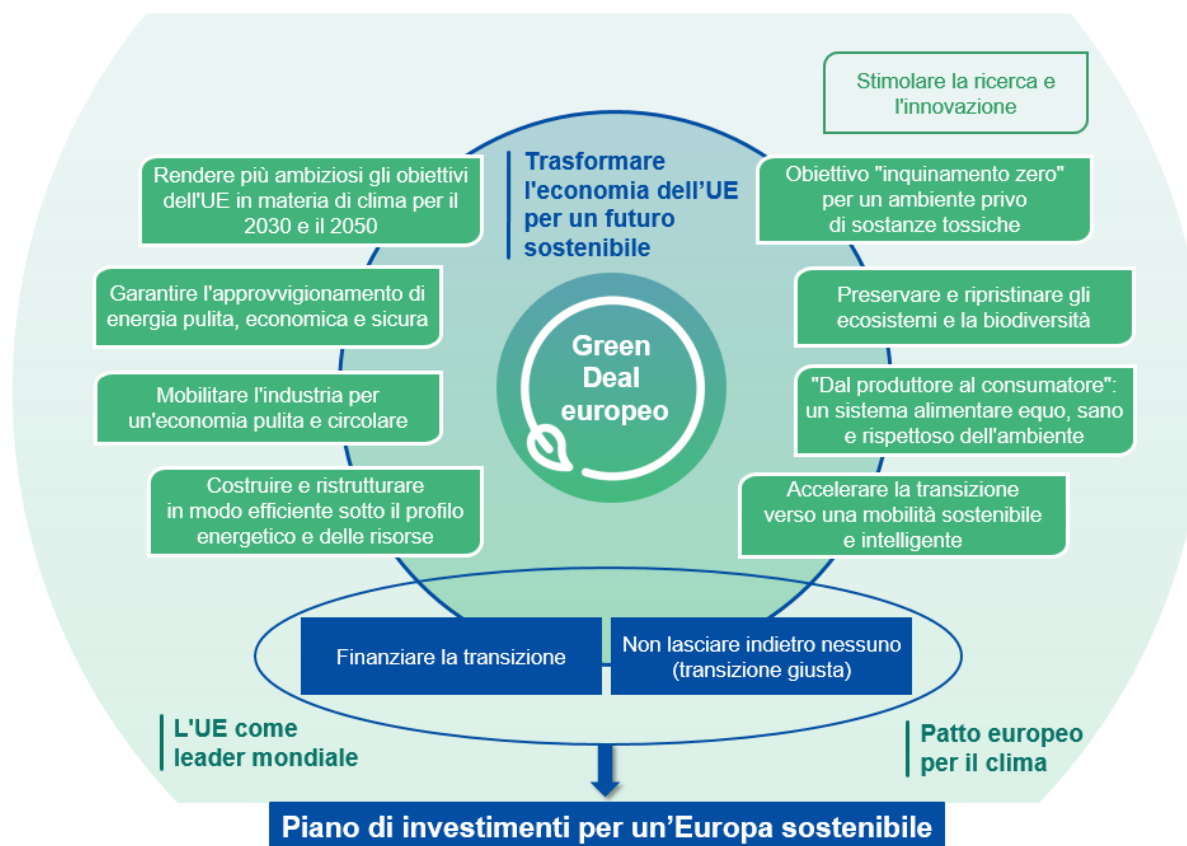 Stimolare la ricerca e
l'innovazione
Trasformare
l'economia dell’UE
per un futuro
sostenibile
Rendere più ambiziosi gli obiettivi
dell'UE in materia di clima per il
2030 e il 2050
Garantire l'approvvigionamento di
energia pulita, economica e sicura
Mobilitare l'industria per
un'economia pulita e circolare
Costruire e ristrutturare
in modo efficiente sotto il profilo
energetico e delle risorse
Green
Deal
europeo
Obiettivo "inquinamento zero"
per un ambiente privo
di sostanze tossiche
Preservare e ripristinare gli
ecosistemi e la biodiversità
"Dal produttore al consumatore":
un sistema alimentare equo, sano
e rispettoso dell'ambiente
Accelerare la transizione
verso una mobilità sostenibile
e intelligente
Finanziare la transizione
Non lasciare indietro nessuno
(transizione giusta)
L'UE come
leader mondiale
Patto europeo
per il clima
Piano di investimenti per un’Europa sostenibile